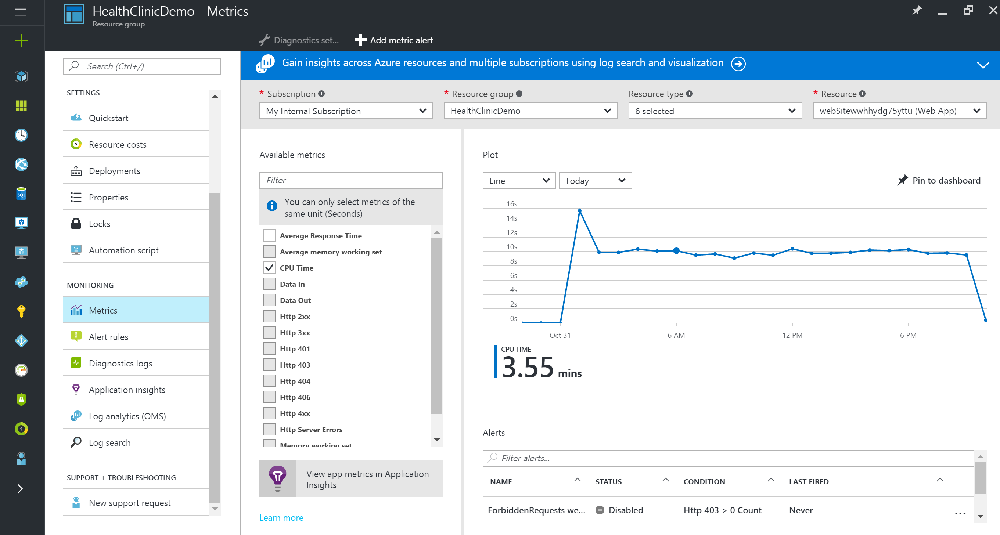 HealthClinicDemo - Metrics
Resource group
Diagnostics set...
Add metric alert
Search (Ctrl+/)
SETTINGS
Quickstart
Resource costs
Deployments
Properties
Locks
Automation script
MONITORING
Metrics
Alert rules
Diagnostics logs
Application insights
Log analytics (OMS)
Log search
SUPPORT + TROUBLESHOOTING
New support request
Gain insights across Azure resources and multiple subscriptions using log search and visualization
* Subscription
My Internal Subscription
* Resource group
HealthClinicDemo
Resource type
6 selected
* Resource
webSitewwhhydg75yttu (Web App)
Available metrics
Filter
You can only select metrics of the
same unit (Seconds)
Average Response Time
Average memory working set
CPU Time
Data In
Data Out
Http 2xx
Http 3xx
Http 401
Http 403
Http 404
Http 406
Http 4xx
Http Server Errors
Memory working set
View app metrics in Application
Insights
Learn more
Plot
Line
Today
Pin to dashboard
16s
14s
12s
10s
8s
6s
4s
2s
0s
Oct 31
6 AM
12 PM
6 PM
CPU TIME
3.55 mins
Alerts
Filter alerts...
NAME STATUS CONDITION LAST FIRED
ForbiddenRequests we... Disabled Http 403 > 0 Count Never ...
SQL